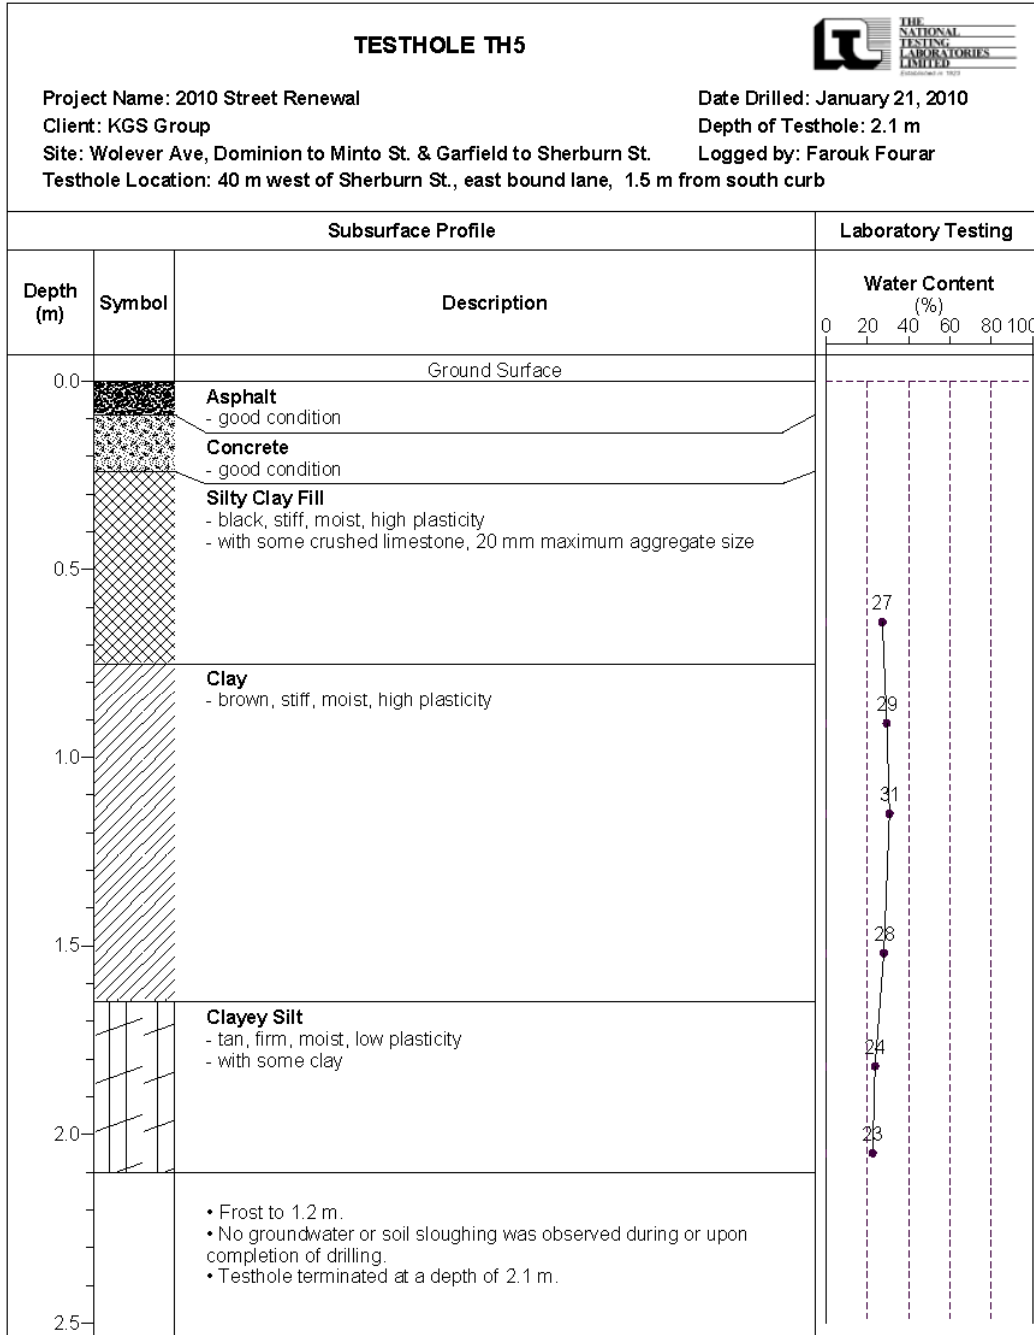 TESTHOLE TH5
THE
NATIONAL
TESTING
LABORATORIES
LIMITED
Established in 1923
Project Name: 2010 Street Renewal
Date Drilled: January 21, 2010
Client: KGS Group
Depth of Testhole: 2.1 m
Site: Wolever Ave, Dominion to Minto St. & Garfield to Sherburn St.
Logged by: Farouk Fourar
Testhole Location: 40 m west of Sherburn St., east bound lane, 1.5 m from south curb
Subsurface Profile
Laboratory Testing
Depth
(m)
Symbol
Description
Water Content
(%)
0 20 40 60 80 100
Ground Surface
0.0
Asphalt
- good condition
Concrete
- good condition
Silty Clay Fill
- black, stiff, moist, high plasticity
- with some crushed limestone, 20 mm maximum aggregate size
0.5
27
Clay
- brown, stiff, moist, high plasticity
29
1.0
31
28
1.5
Clayey Silt
- tan, firm, moist, low plasticity
- with some clay
24
2.0
23
• Frost to 1.2 m.
• No groundwater or soil sloughing was observed during or upon
completion of drilling.
• Testhole terminated at a depth of 2.1 m.
2.5